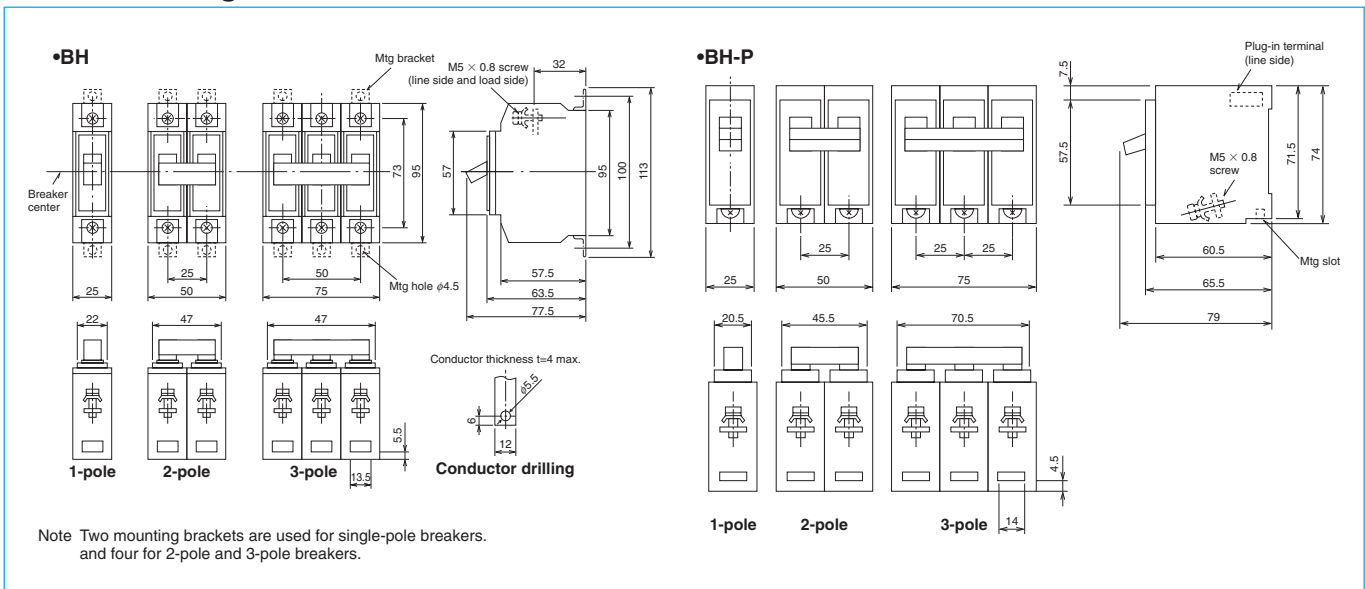 •BH
Mtg bracket
M5 × 0.8 screw
(line side and load side)
32
Breaker
center
73
95
57
95
100
113
25
50
Mtg hole ø4.5
25
50
75
57.5
63.5
77.5
22
47
47
Conductor thickness t=4 max.
ø5.5
6
12
5.5
13.5
1-pole
2-pole
3-pole
Conductor drilling
Note Two mounting brackets are used for single-pole breakers.
and four for 2-pole and 3-pole breakers.
•BH-P
Plug-in terminal
(line side)
7.5
57.5
M5 × 0.8
screw
71.5
74
25
25
25
25
50
75
60.5
Mtg slot
65.5
79
20.5
45.5
70.5
4.5
14
1-pole
2-pole
3-pole